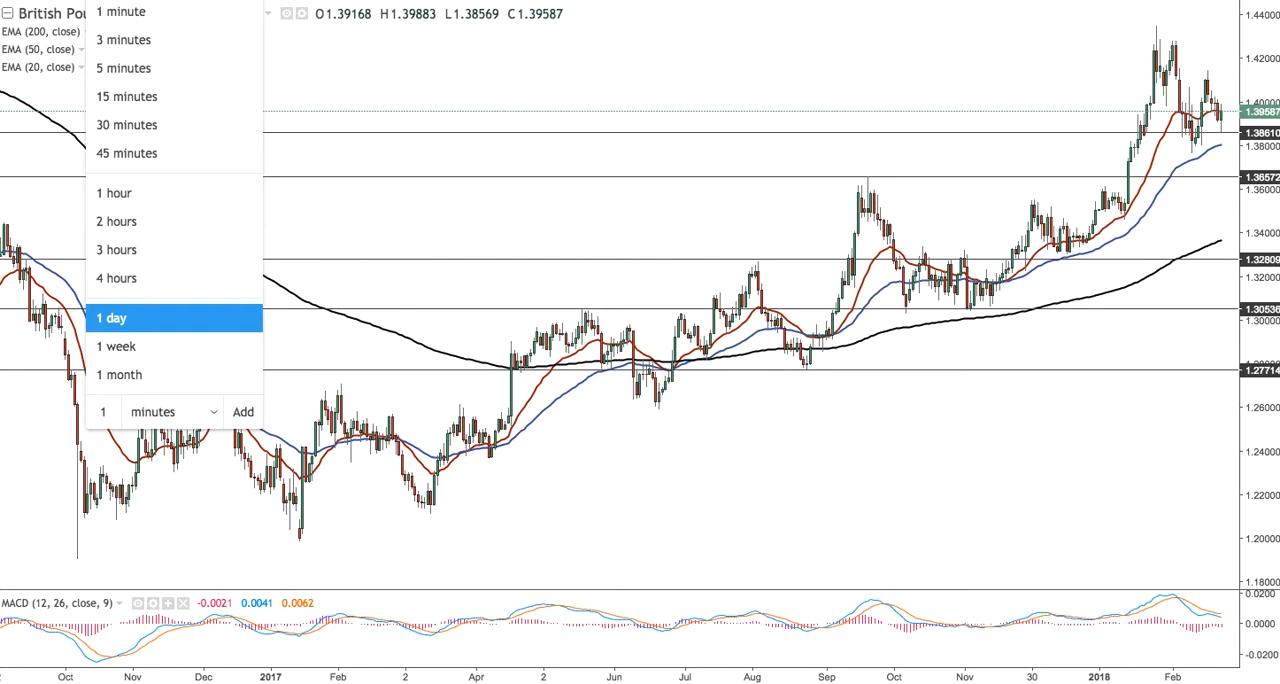 British Pou
O1.39168 H1.39883 L1.38569 C1.39587
EMA (200, close)
EMA (50, close)
EMA (20, close)
1 minute
3 minutes
5 minutes
15 minutes
30 minutes
45 minutes
1 hour
2 hours
3 hours
4 hours
1 day
1 week
1 month
1 minutes Add
1.44000
1.42000
1.40000
1.39587
1.38610
1.38000
1.36572
1.36000
1.34000
1.32809
1.32000
1.30536
1.30000
1.27714
1.26000
1.24000
1.22000
1.20000
1.18000
MACD (12, 26, close, 9) -0.0021 0.0041 0.0062
0.0200
0.0000
-0.0200
Oct Nov Dec 2017 Feb 2 Apr 2 Jun Jul Aug Sep Oct Nov 30 2018 Feb